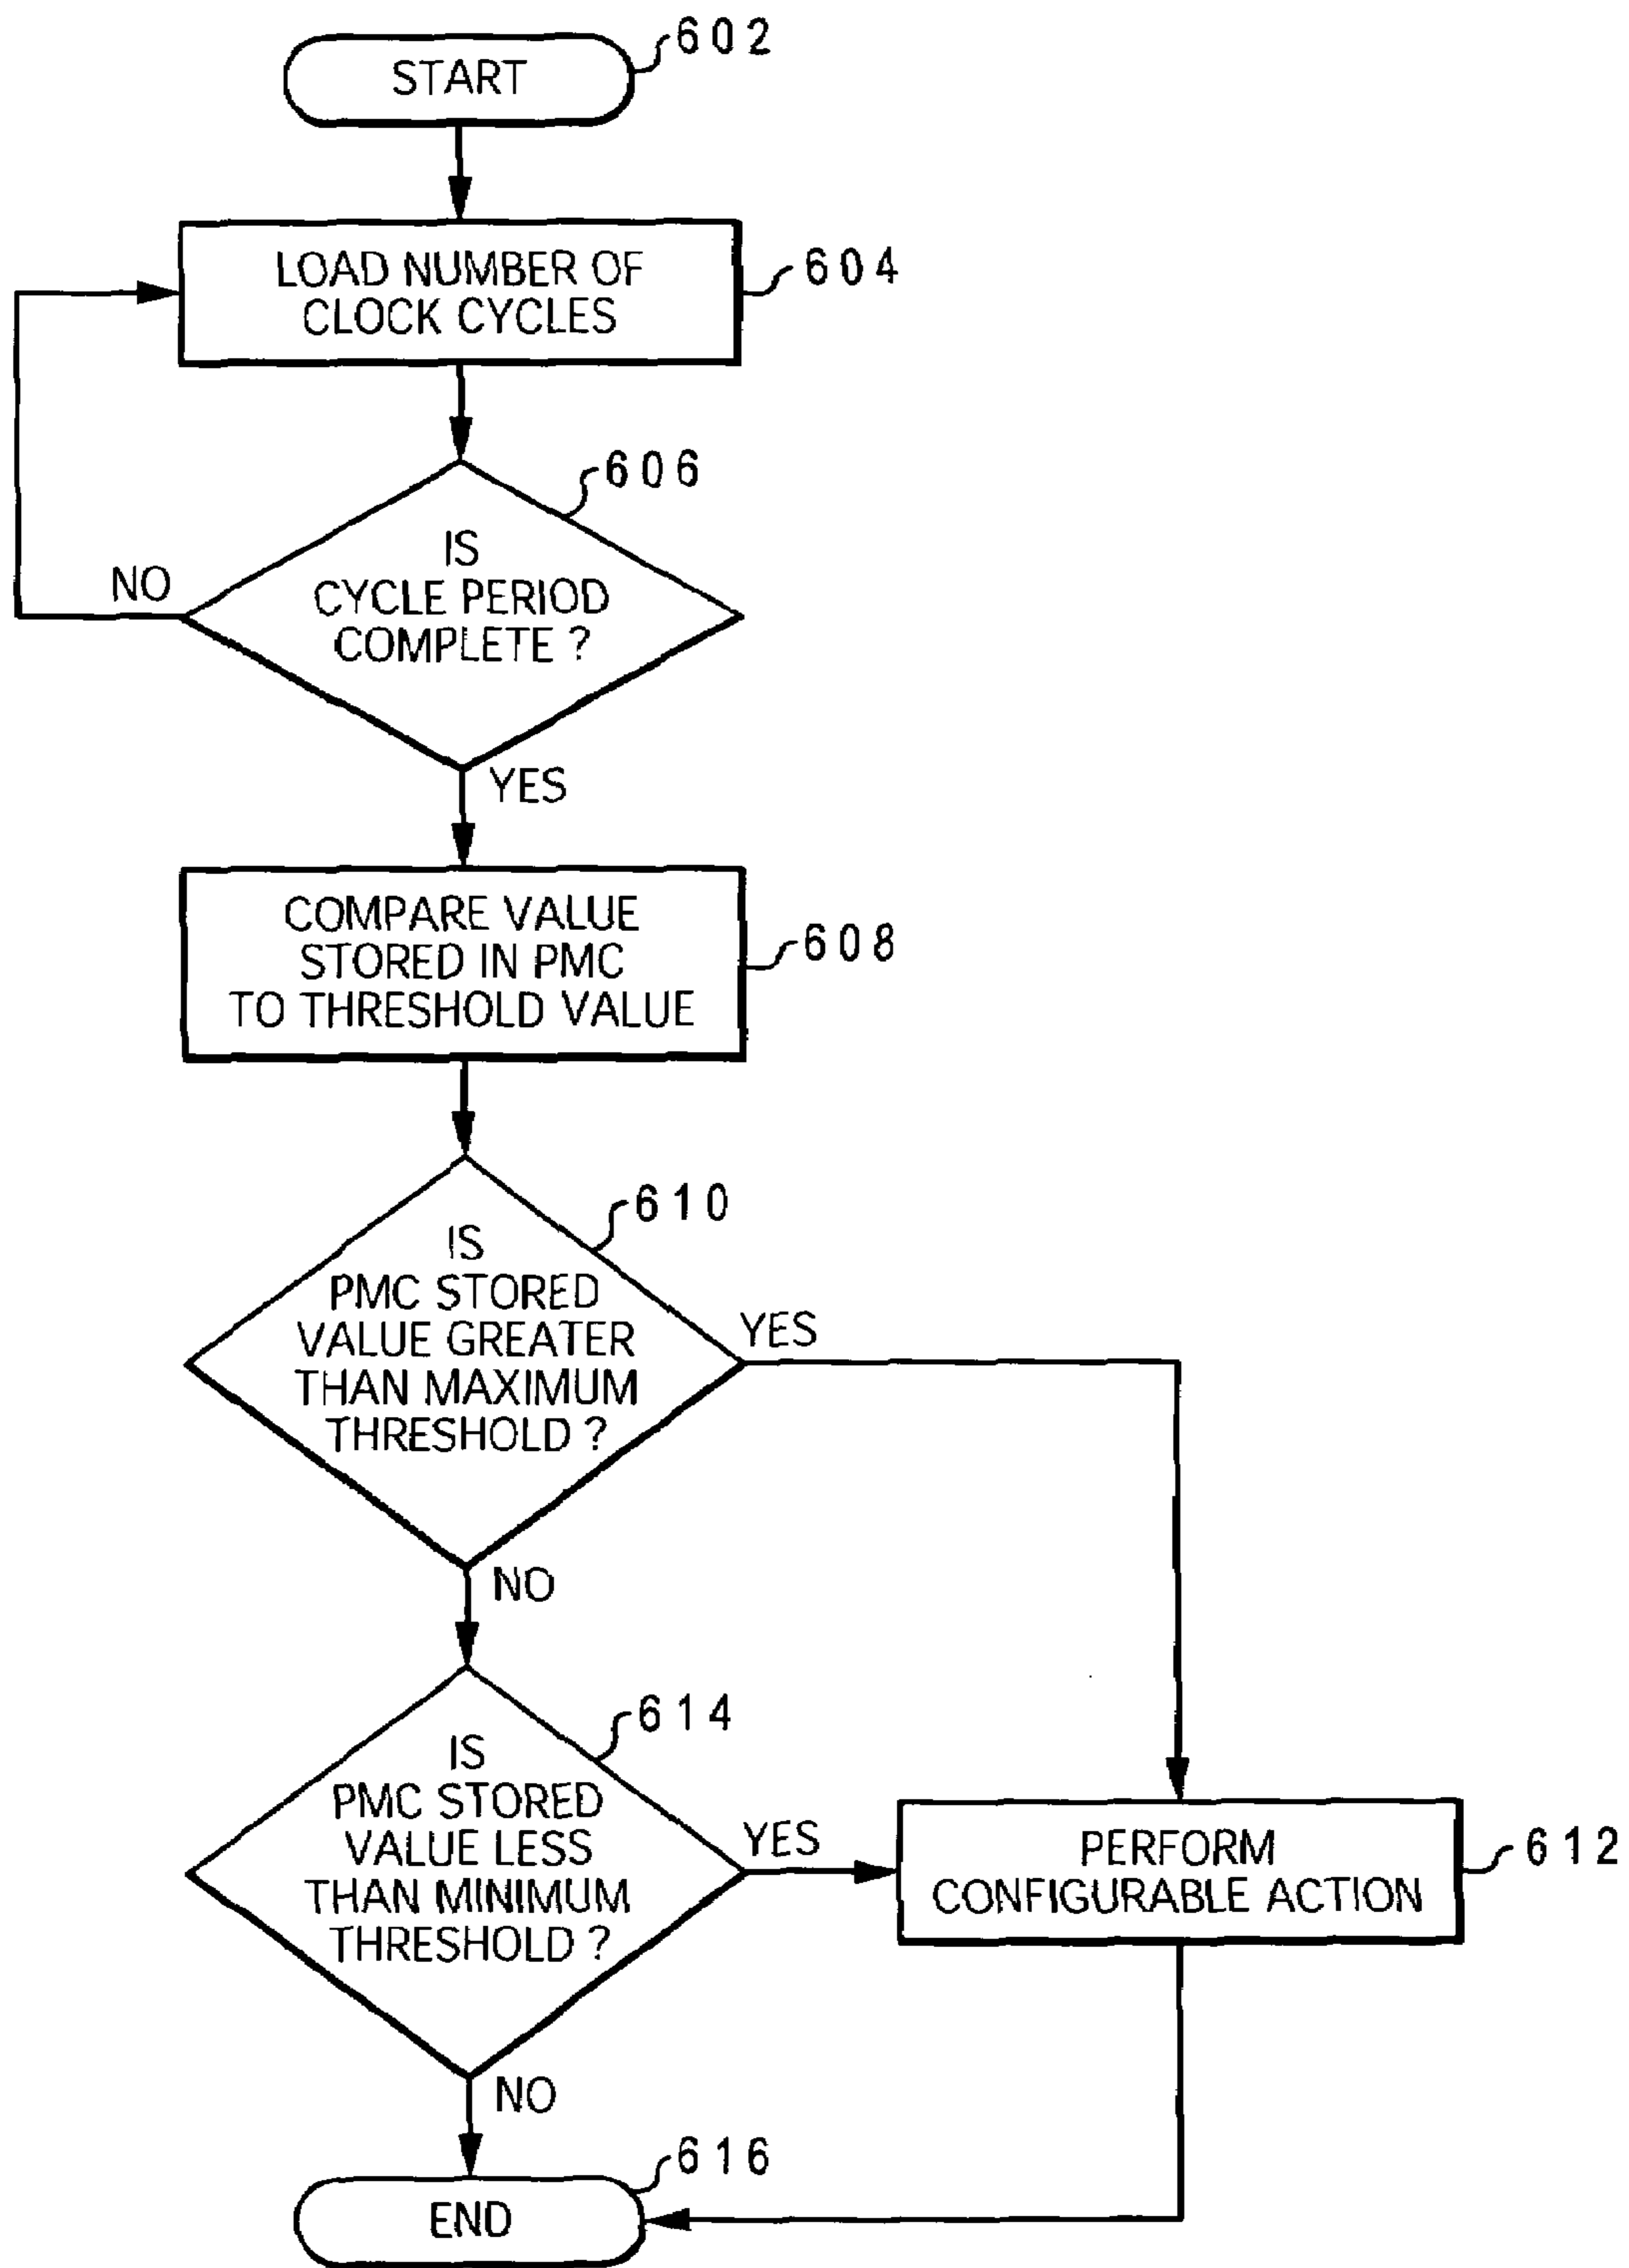 602
START
LOAD NUMBER OF
CLOCK CYCLES
604
606
IS
CYCLE PERIOD
COMPLETE ?
NO
YES
COMPARE VALUE
STORED IN PMC
TO THRESHOLD VALUE
608
610
IS
PMC STORED
VALUE GREATER
THAN MAXIMUM
THRESHOLD ?
YES
NO
614
IS
PMC STORED
VALUE LESS
THAN MINIMUM
THRESHOLD ?
YES
PERFORM
CONFIGURABLE ACTION
612
NO
616
END